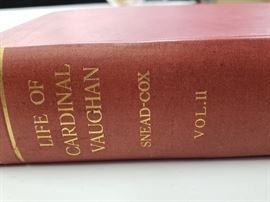 LIFE OF
CARDINAL
VAUGHAN
SNEAD-COX
VOL.II